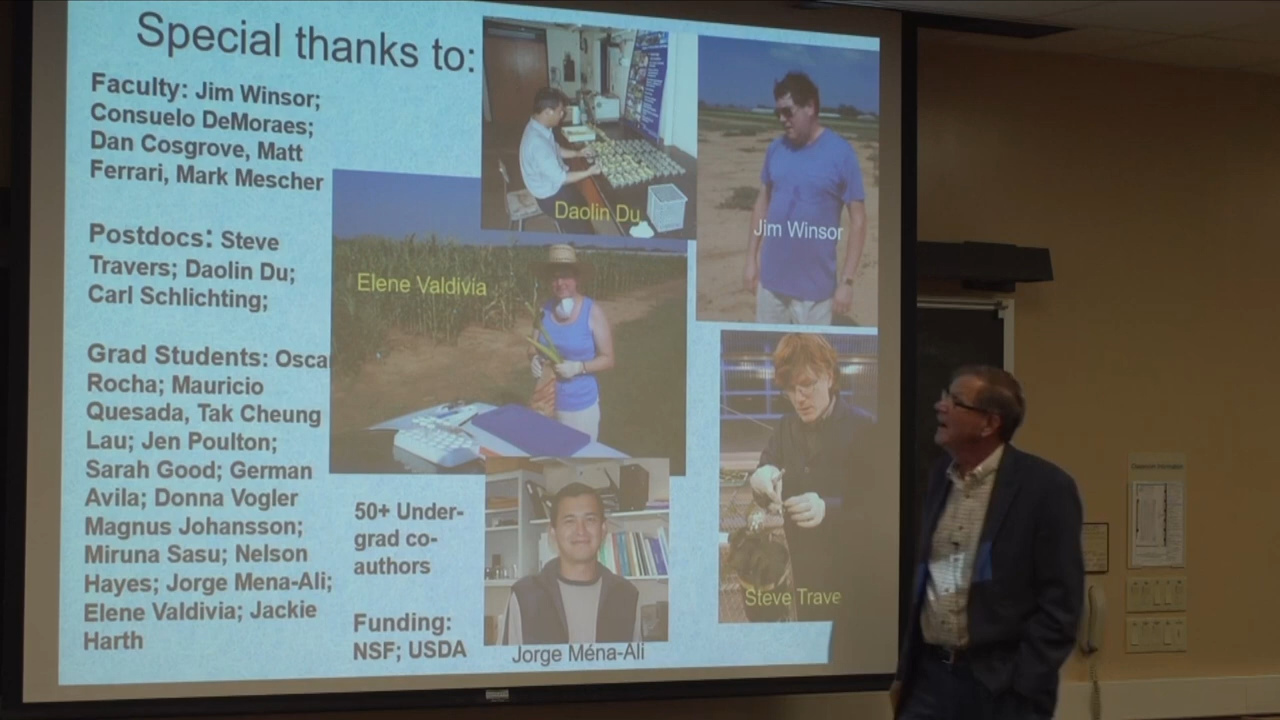 Special thanks to:
Faculty: Jim Winsor;
Consuelo DeMoraes;
Dan Cosgrove, Matt
Ferrari, Mark Mescher
Postdocs: Steve
Travers; Daolin Du;
Carl Schlichting;
Grad Students: Osca
Rocha; Mauricio
Quesada, Tak Cheung
Lau; Jen Poulton;
Sarah Good; German
Avila; Donna Vogler
Magnus Johansson;
Miruna Sasu; Nelson
Hayes; Jorge Mena-Ali;
Elene Valdivia; Jackie
Harth
50+ Under-
grad co-
authors
Funding:
NSF; USDA
Daolin Du
Jim Winsor
Elene Valdivia
Steve Trave
Jorge Ména-Ali
Classroom Information